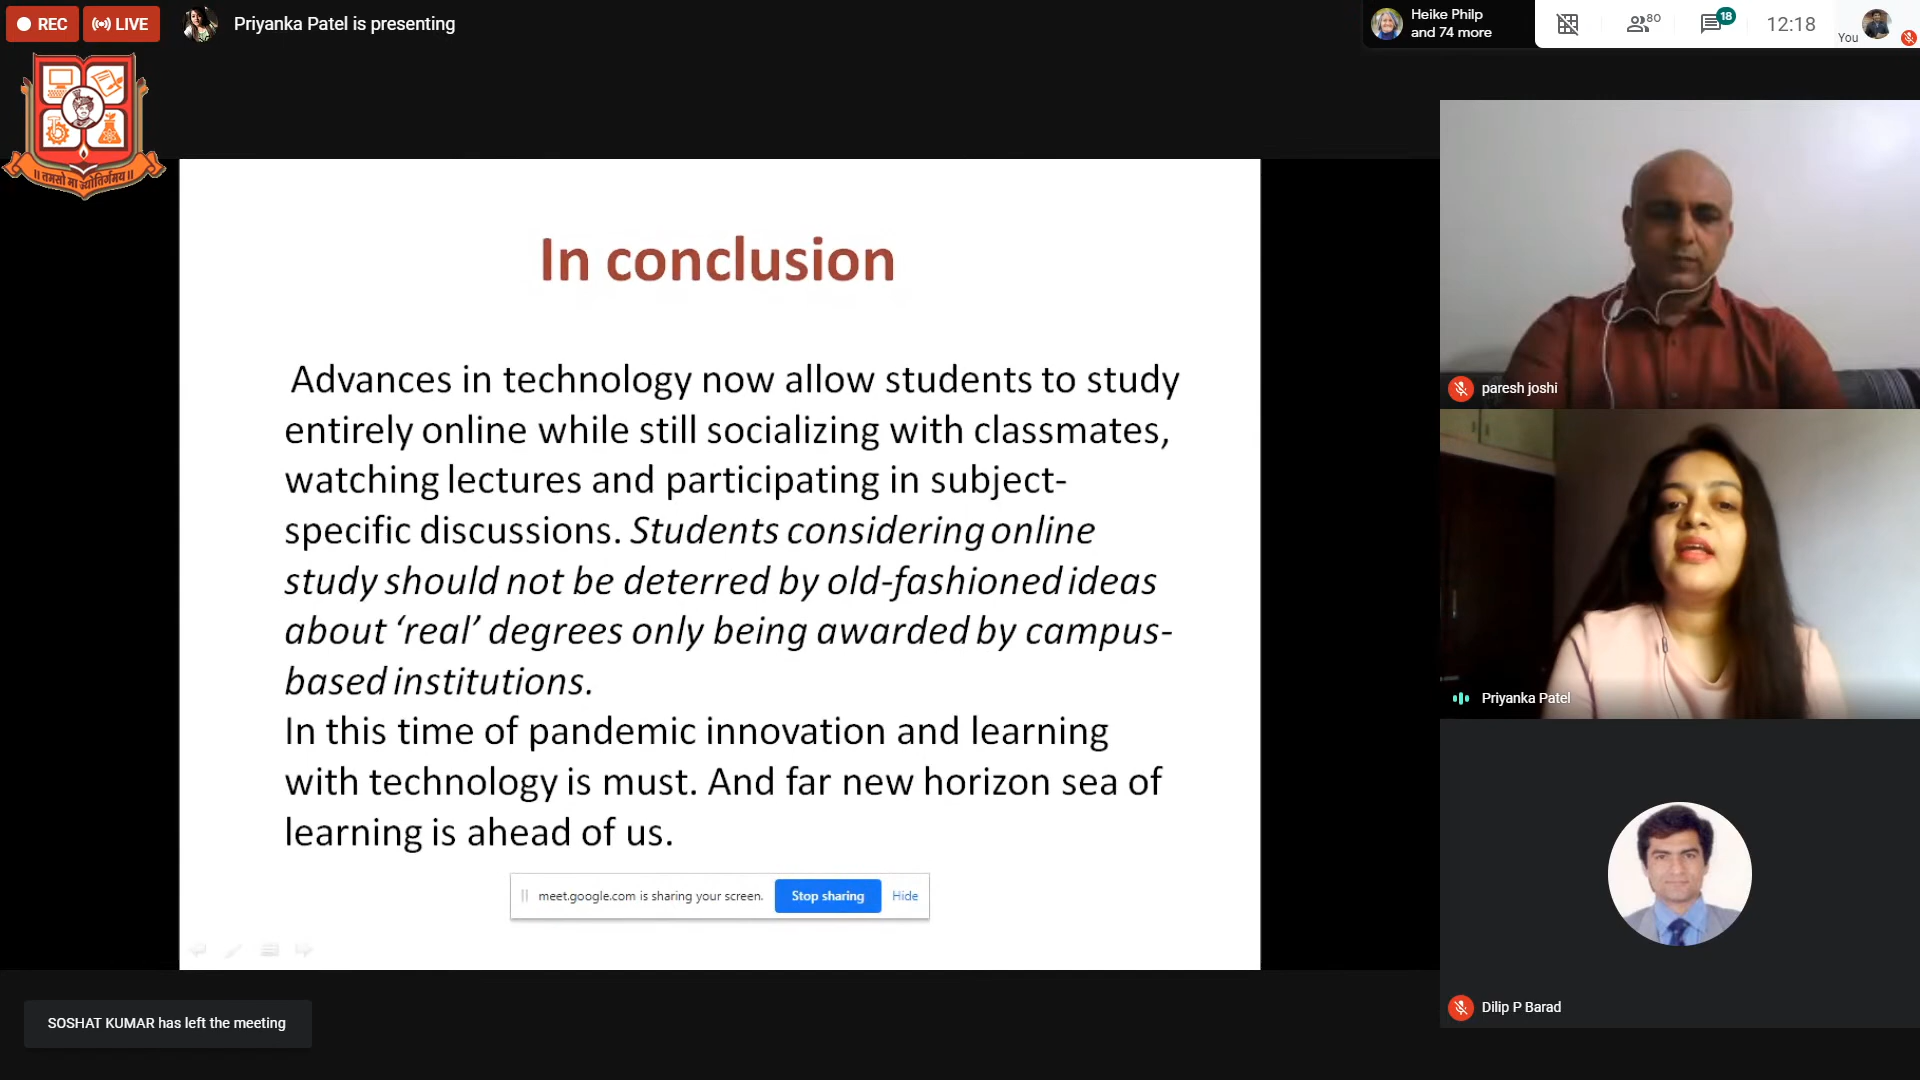 REC
LIVE
Priyanka Patel is presenting
Heike Philp
and 74 more
80
18
12:18
You
॥ तमसो मा ज्योतिर्गमय ॥
In conclusion
Advances in technology now allow students to study
entirely online while still socializing with classmates,
watching lectures and participating in subject-
specific discussions. Students considering online
study should not be deterred by old-fashioned ideas
about ‘real’ degrees only being awarded by campus-
based institutions.
In this time of pandemic innovation and learning
with technology is must. And far new horizon sea of
learning is ahead of us.
meet.google.com is sharing your screen.
Stop sharing
Hide
paresh joshi
Priyanka Patel
Dilip P Barad
SOSHAT KUMAR has left the meeting